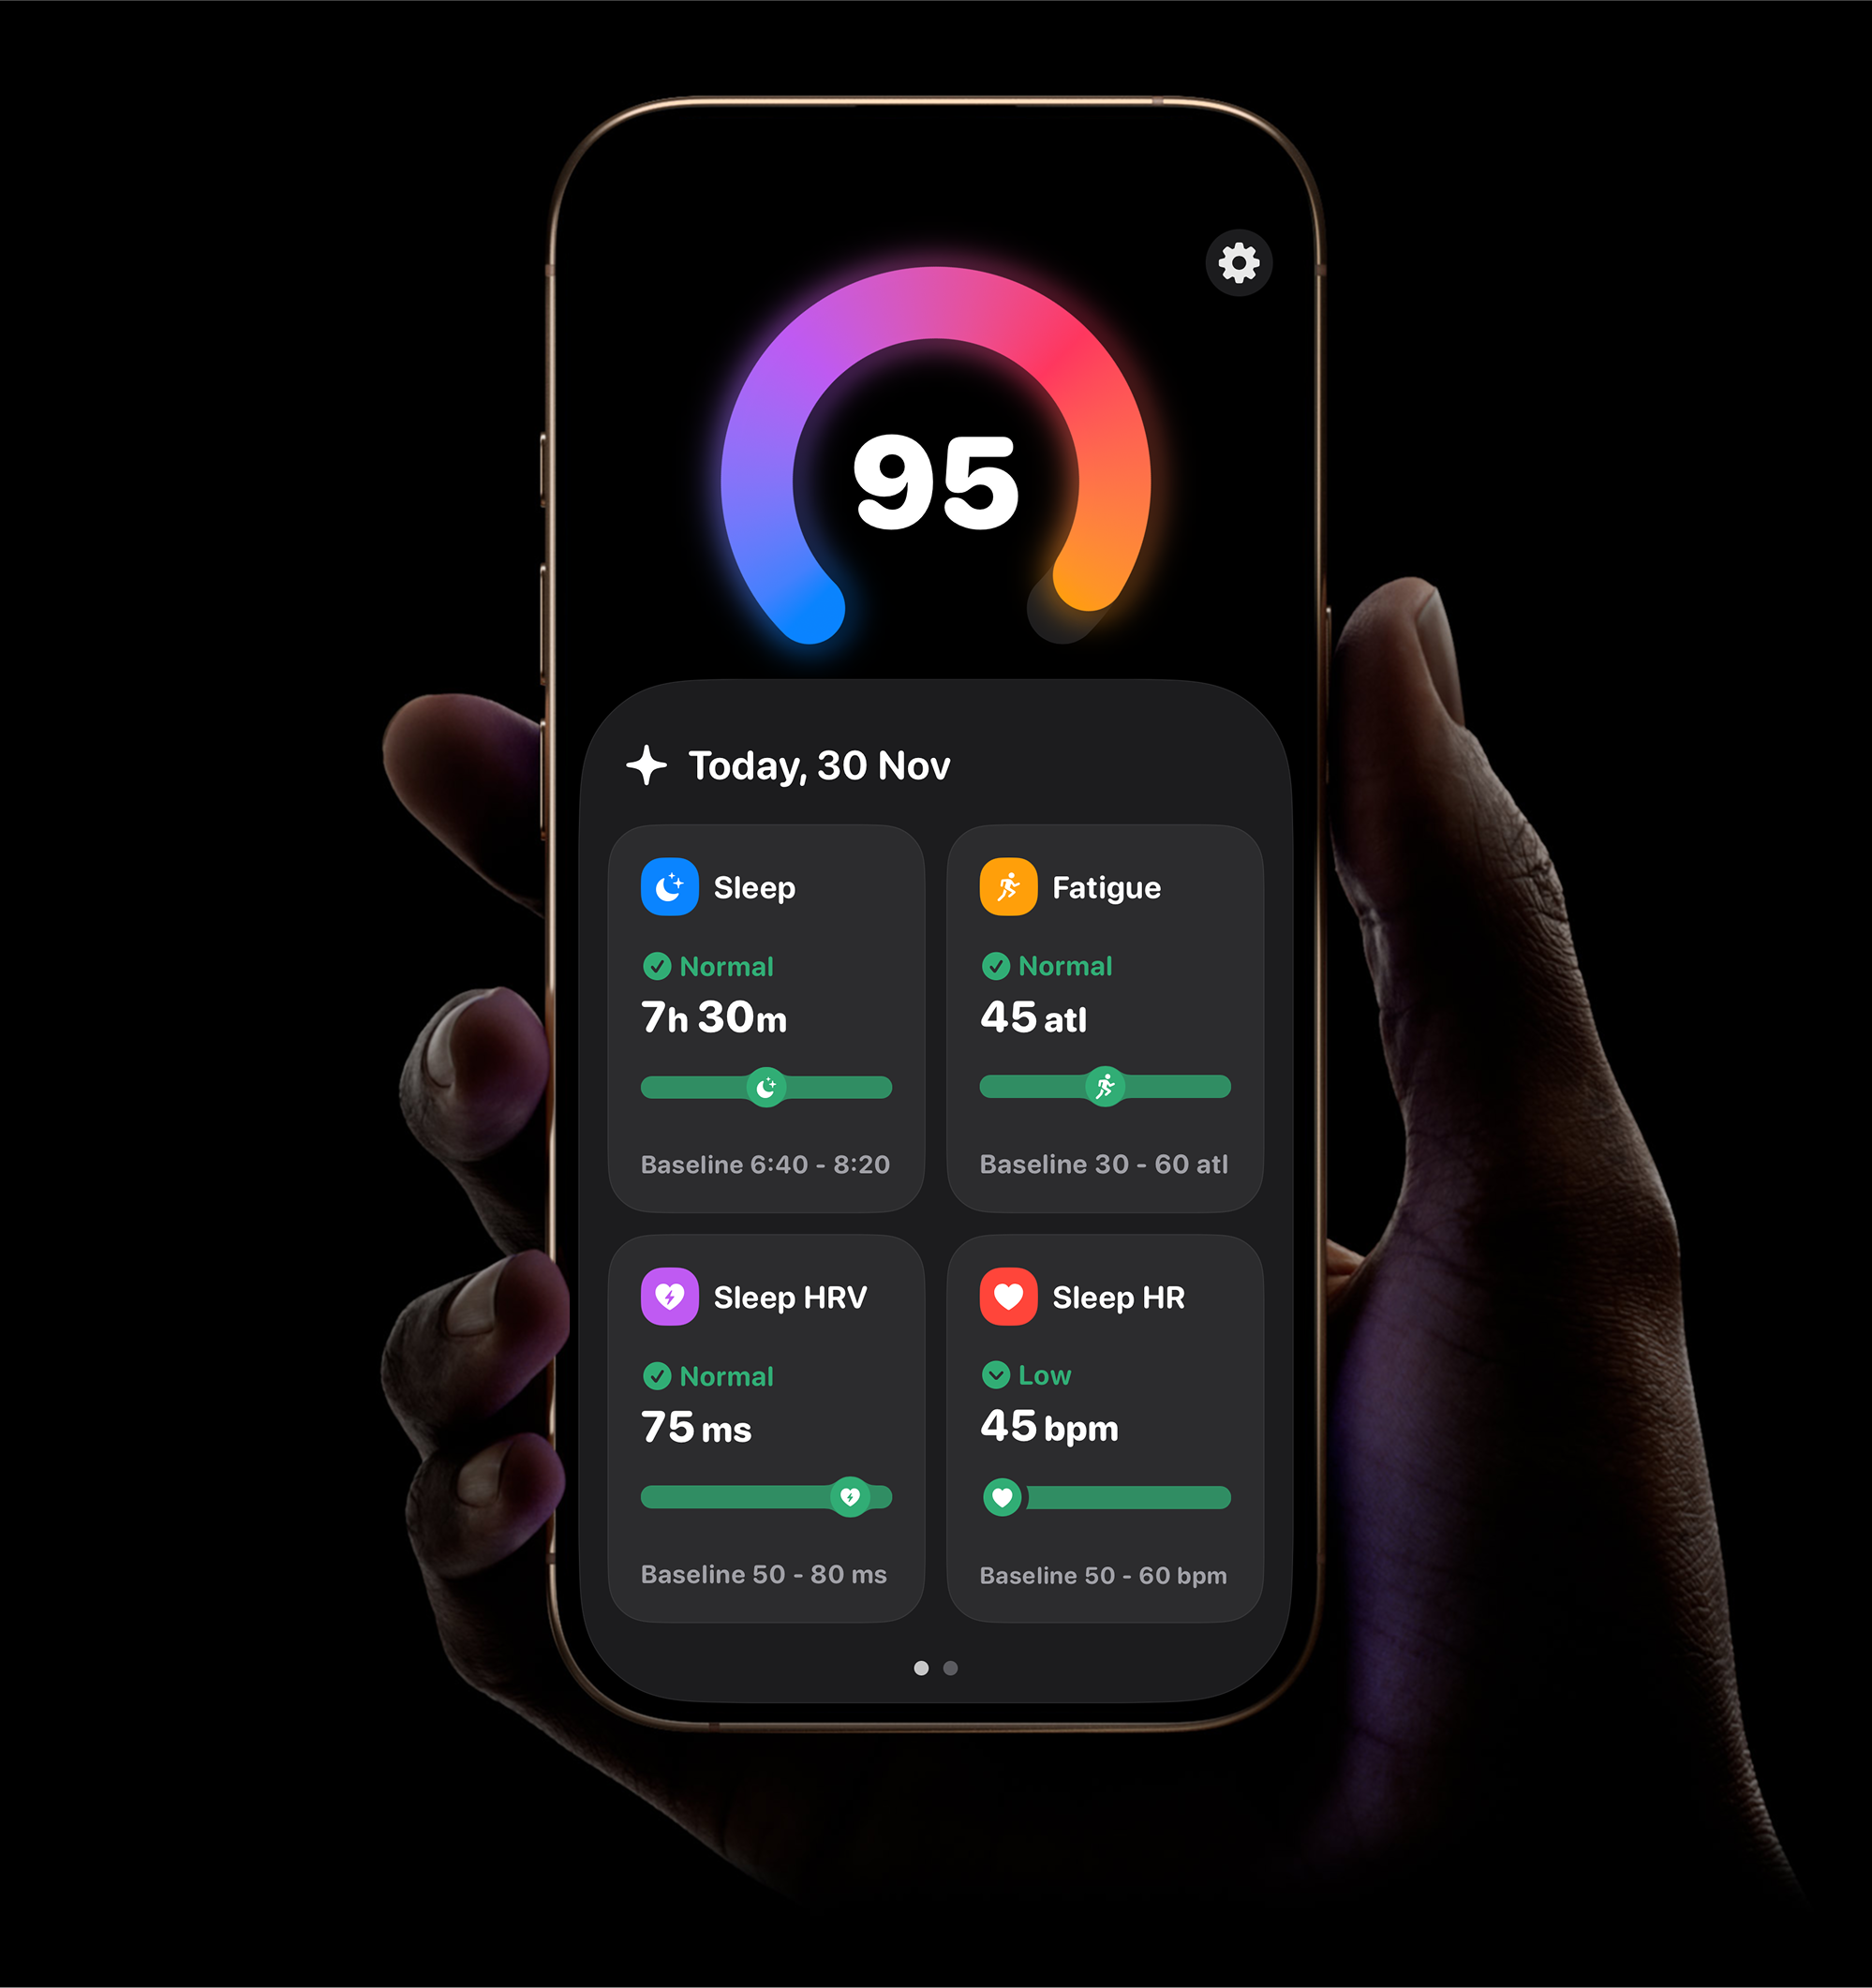 95
Today, 30 Nov
Sleep
Normal
7h 30m
Baseline 6:40 - 8:20
Fatigue
Normal
45 atl
Baseline 30 - 60 atl
Sleep HRV
Normal
75 ms
Baseline 50 - 80 ms
Sleep HR
Low
45 bpm
Baseline 50 - 60 bpm